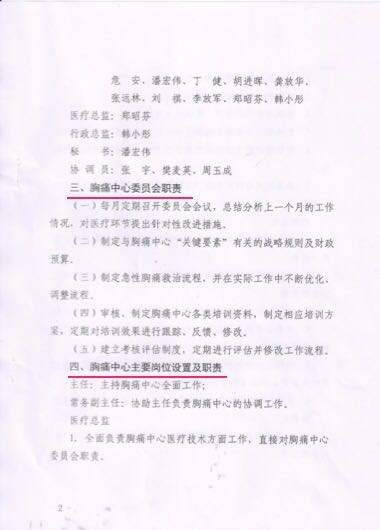 危　安、潘宏伟、丁　健、胡进晖、龚放华、
张远林、刘　祺、李放军、郑昭芬、韩小彤
医疗总监：郑昭芬
行政总监：韩小彤
秘　　书：潘宏伟
协 调 员：张　宇、樊麦英、周玉成
三、胸痛中心委员会职责
（一）每月定期召开委员会会议，总结分析上一个月的工作
情况，对医疗环节提出针对性改进措施。
（二）制定与胸痛中心“关键要素”有关的战略规则及财政
预算。
（三）制定急性胸痛救治流程，并在实际工作中不断优化、
调整流程。
（四）审核、制定胸痛中心各类培训资料，制定相应培训方
案，定期对培训效果进行跟踪、反馈、修改。
（五）建立考核评估制度，定期进行评估并修改工作流程。
四、胸痛中心主要岗位设置及职责
主任：主持胸痛中心全面工作；
常务副主任：协助主任负责胸痛中心的协调工作。
医疗总监
1．全面负责胸痛中心医疗技术方面工作，直接对胸痛中心
委员会职责。
2